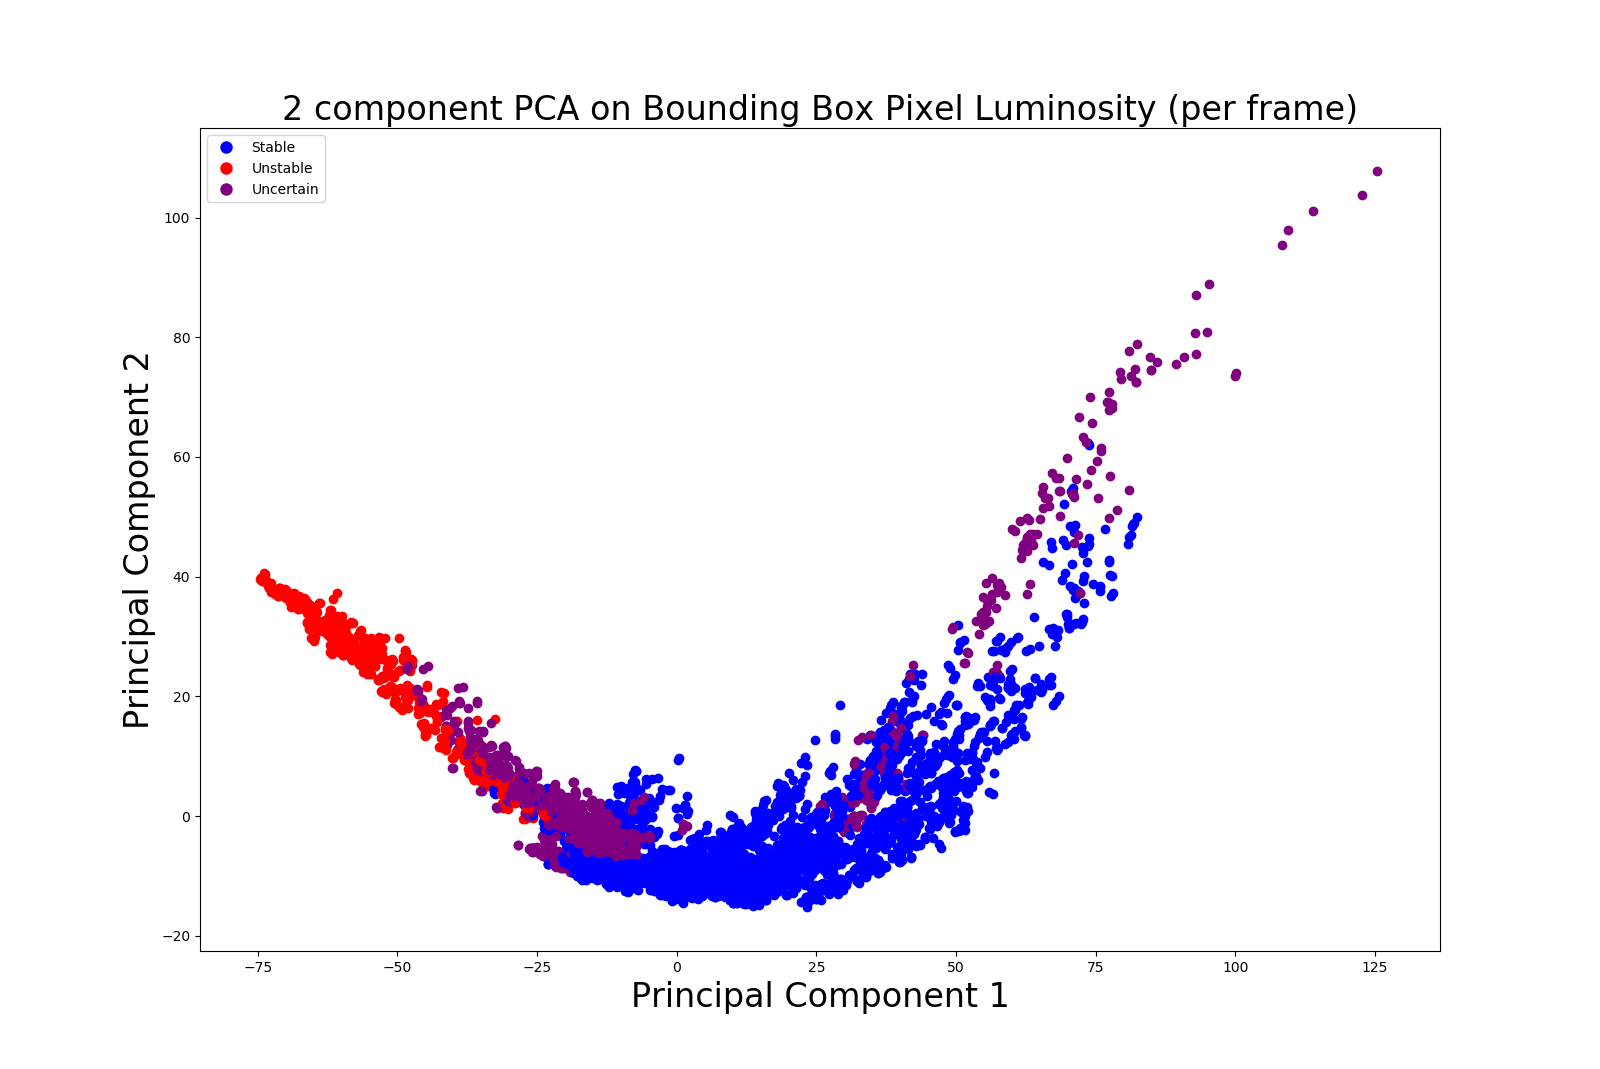 2 component PCA on Bounding Box Pixel Luminosity (per frame)
Stable
Unstable
Uncertain
100
80
60
40
20
0
−20
Principal Component 2
−75 −50 −25 0 25 50 75 100 125
Principal Component 1